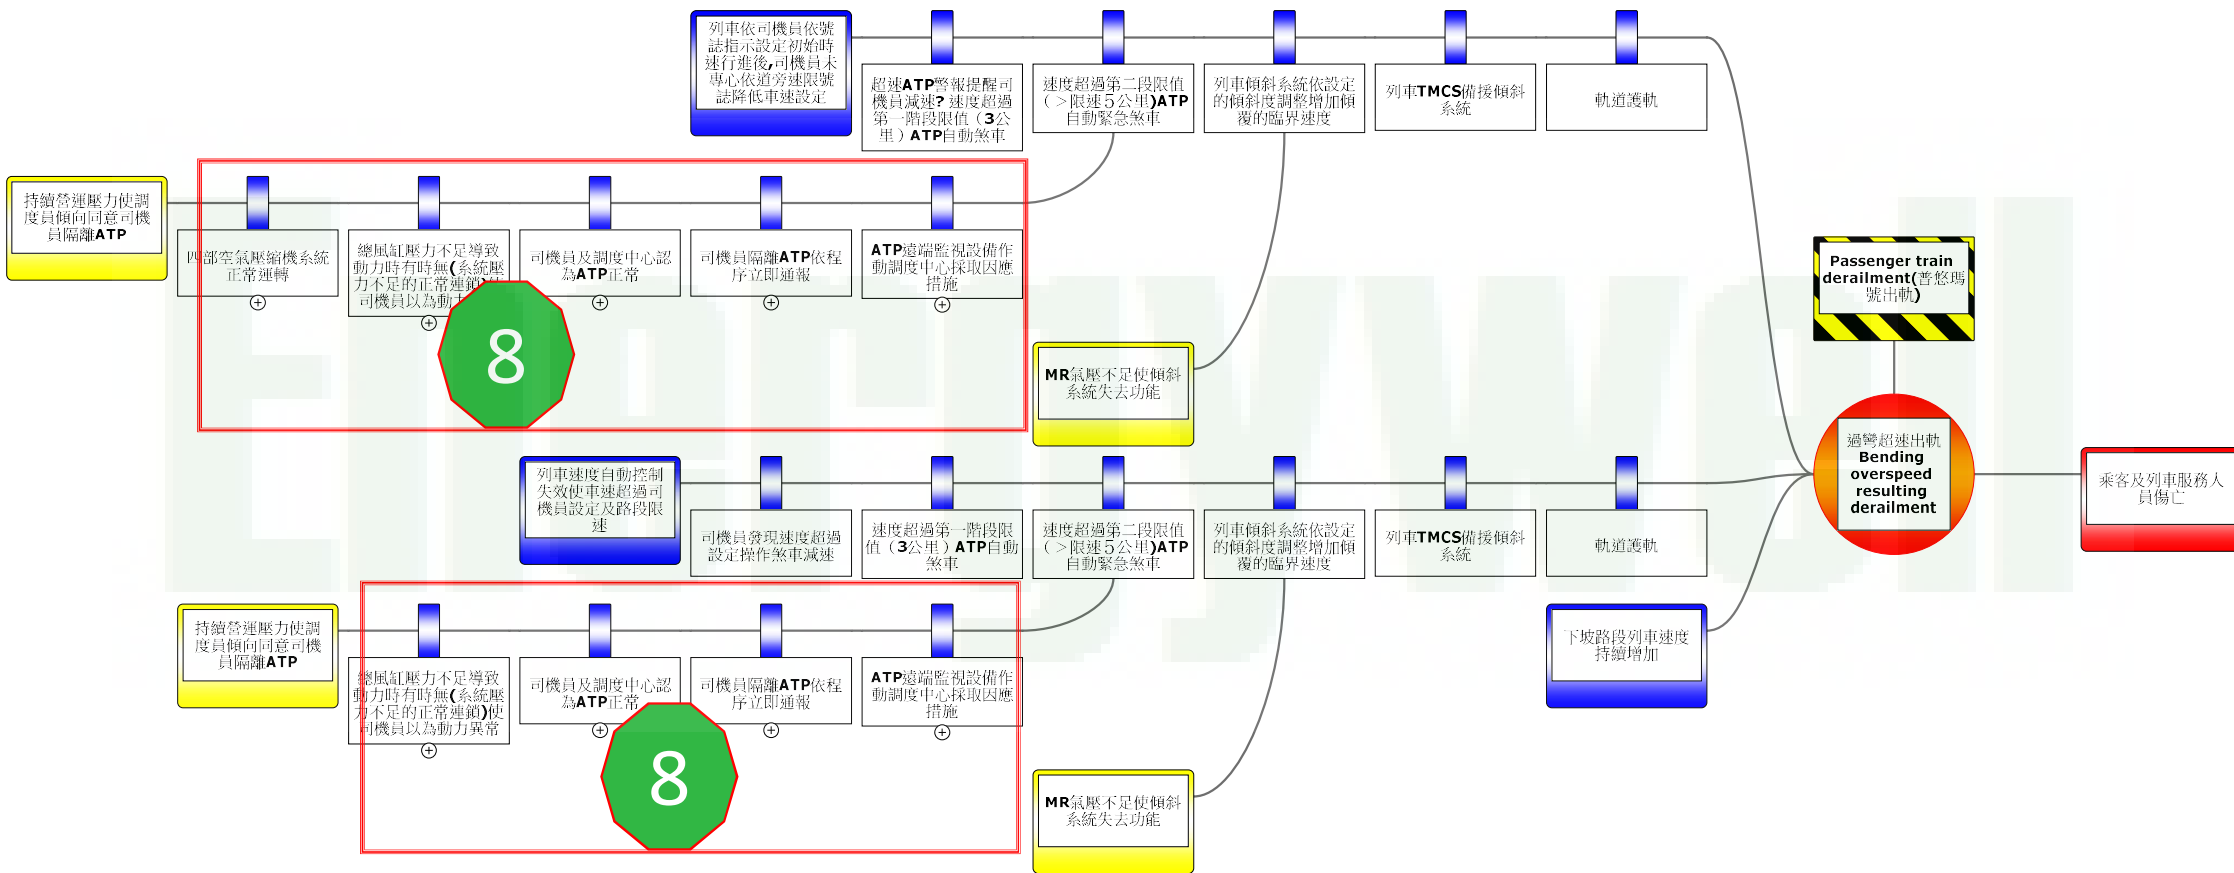 列車依司機員依號
誌指示設定初始時
速行進後,司機員未
專心依道旁速限號
誌降低車速設定
超速ATP警報提醒司
機員減速? 速度超過
第一階段限值（3公
里）ATP自動煞車
速度超過第二段限值
（＞限速５公里)ATP
自動緊急煞車
列車傾斜系統依設定
的傾斜度調整增加傾
覆的臨界速度
列車TMCS備援傾斜
系統
軌道護軌
持續營運壓力使調
度員傾向同意司機
員隔離ATP
四部空氣壓縮機系統
正常運轉
總風缸壓力不足導致
動力時有時無(系統壓
力不足的正常連鎖)
司機員以為動力
司機員及調度中心認
為ATP正常
司機員隔離ATP依程
序立即通報
ATP遠端監視設備作
動調度中心採取因應
措施
8
MR氣壓不足使傾斜
系統失去功能
Passenger train
derailment(普悠瑪
號出軌)
過彎超速出軌
Bending
overspeed
resulting
derailment
乘客及列車服務人
員傷亡
列車速度自動控制
失效使車速超過司
機員設定及路段限
速
司機員發現速度超過
設定操作煞車減速
速度超過第一階段限
值（3公里）ATP自動
煞車
速度超過第二段限值
（＞限速５公里)ATP
自動緊急煞車
列車傾斜系統依設定
的傾斜度調整增加傾
覆的臨界速度
列車TMCS備援傾斜
系統
軌道護軌
持續營運壓力使調
度員傾向同意司機
員隔離ATP
總風缸壓力不足導致
動力時有時無(系統壓
力不足的正常連鎖)使
司機員以為動力異常
司機員及調度中心認
為ATP正常
司機員隔離ATP依程
序立即通報
ATP遠端監視設備作
動調度中心採取因應
措施
8
下坡路段列車速度
持續增加
MR氣壓不足使傾斜
系統失去功能
Energywell